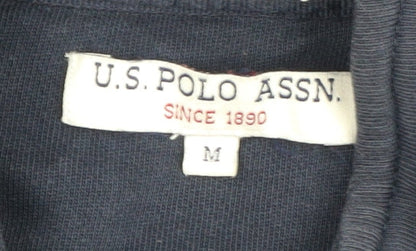 U.S. POLO ASSN.
SINCE 1890
M